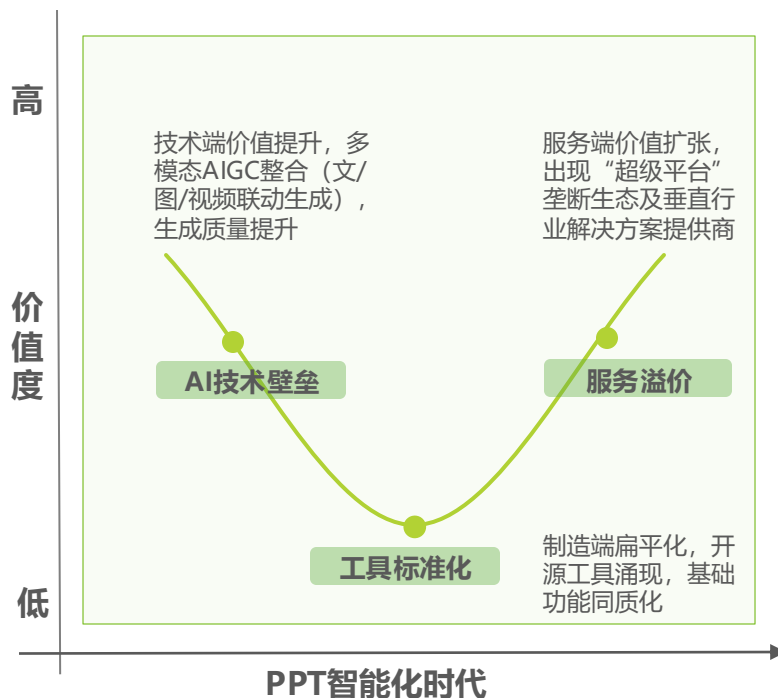 高
技术端价值提升，多
模态AIGC整合（文/
图/视频联动生成），
生成质量提升
服务端价值扩张，
出现“超级平台”
垄断生态及垂直行
业解决方案提供商
价
值
度
AI技术壁垒
服务溢价
工具标准化
制造端扁平化，开
源工具涌现，基础
功能同质化
低
PPT智能化时代